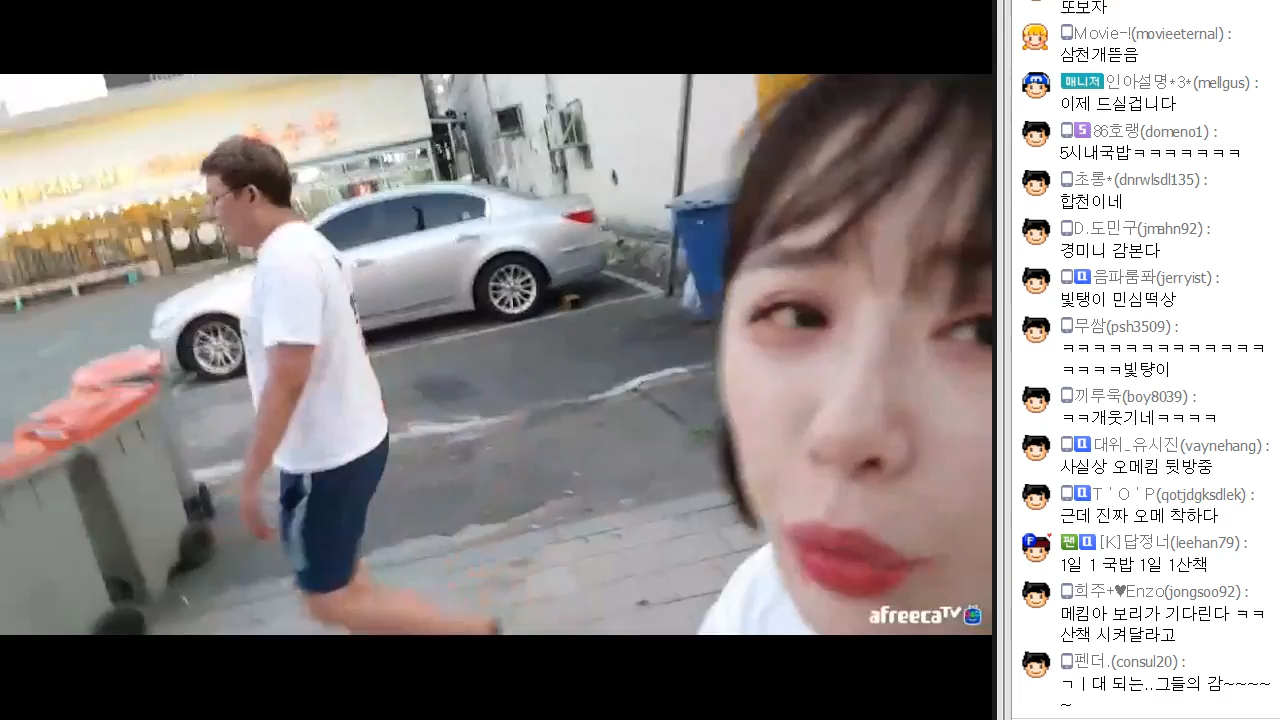 또보자
Movie-!(movieeternal) :
삼천개뜯음
매니저 인아설명*3*(mellgus) :
이제 드실겁니다
S 86호랭(domeno1) :
5시내국밥ㅋㅋㅋㅋㅋㅋㅋ
초롱*(dnrwlsdl135) :
합천이네
D.도민구(jmahn92) :
경미니 감본다
음파룸퐈(jerryist) :
빛탱이 민심떡상
무쌈(psh3509) :
ㅋㅋㅋㅋㅋㅋㅋㅋㅋㅋㅋㅋㅋ
ㅋㅋㅋㅋ빛턍이
끼루욱(boy8039) :
ㅋㅋ개웃기네ㅋㅋㅋㅋ
대위_유시진(vaynehang) :
사실상 오메킴 뒷방중
T ' O ' P(qotjdgksdlek) :
근데 진짜 오메 착하다
팬 [K]답정너(leehan79) :
1일 1 국밥 1일 1산책
희주+♥Enzo(jongsoo92) :
메킴아 보리가 기다린다 ㅋㅋ
산책 시켜달라고
펜더.(consul20) :
ㄱㅣ대 되는..그들의 감~~~~
~
afreecaTV